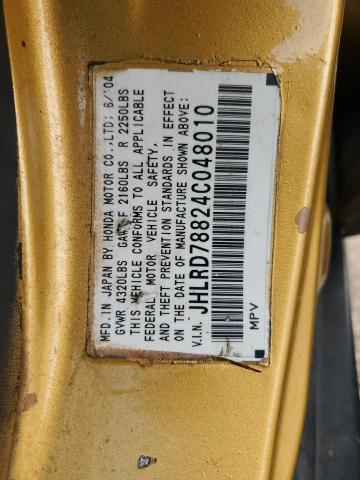 MFD.IN JAPAN BY HONDA MOTOR CO.,LTD: 6/'04
GVWR 4320LBS GAWR F 2160LBS R 2250LBS
THIS VEHICLE CONFORMS TO ALL APPLICABLE
FEDERAL MOTOR VEHICLE SAFETY,
AND THEFT PREVENTION STANDARDS IN EFFECT
ON THE DATE OF MANUFACTURE SHOWN ABOVE:
V.I.N. JHLRD78824C048010
MPV